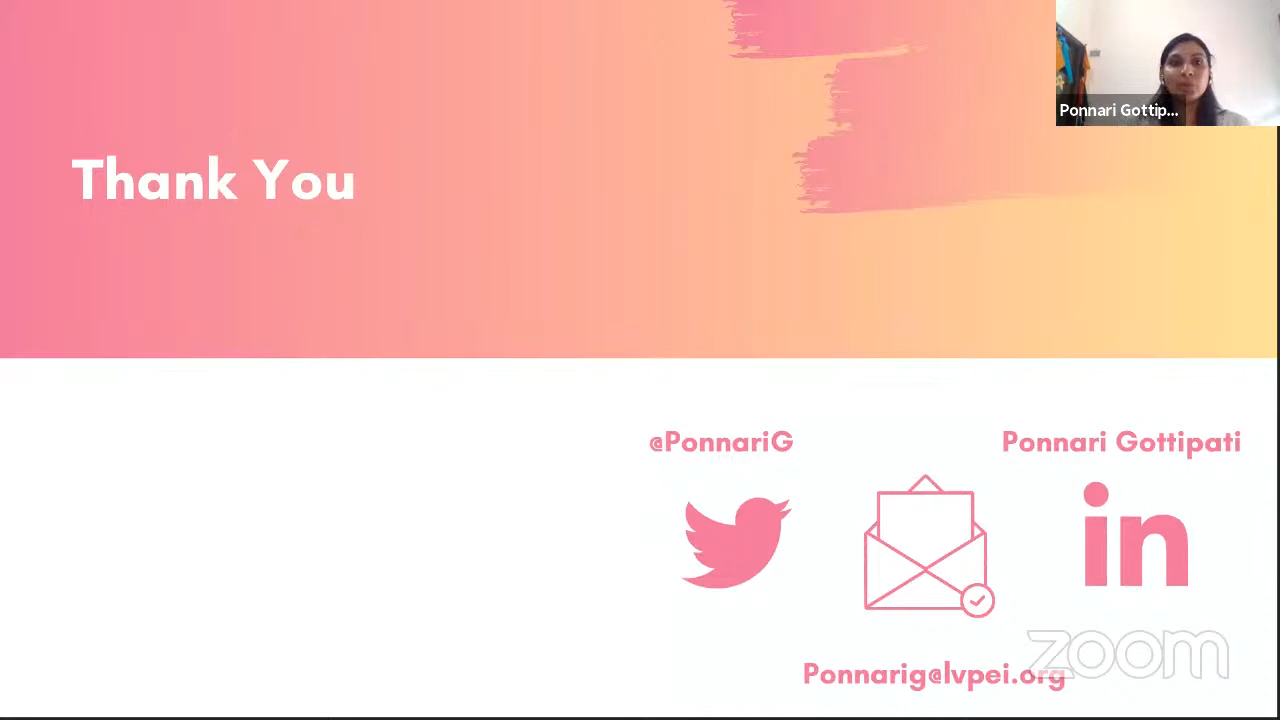 Ponnari Gottip...
Thank You
@PonnariG
Ponnari Gottipati
in
zoom
Ponnarig@lvpei.org